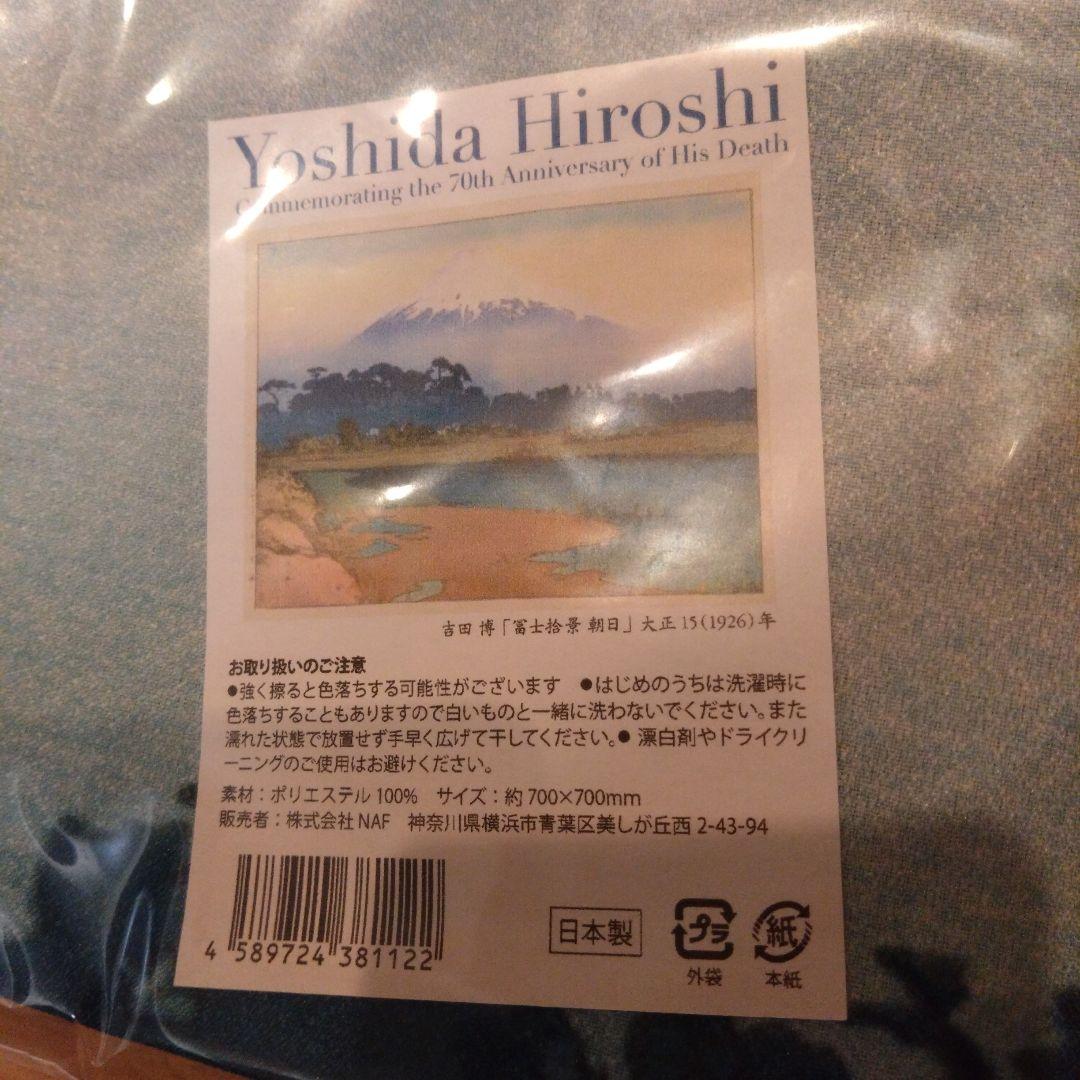 Yoshida Hiroshi
Commemorating the 70th Anniversary of His Death
吉田 博「冨士拾景 朝日」大正15(1926)年
お取り扱いのご注意
●強く擦ると色落ちする可能性がございます ●はじめのうちは洗濯時に
色落ちすることもありますので白いものと一緒に洗わないでください。また
濡れた状態で放置せず手早く広げて干してください。● 漂白剤やドライクリ
ーニングのご使用はお避けください。
素材：ポリエステル 100% サイズ：約 700×700mm
販売者：株式会社 NAF 神奈川県横浜市青葉区美しが丘西 2-43-94
4 589724 381122
日本製
プラ
外袋
紙
本紙